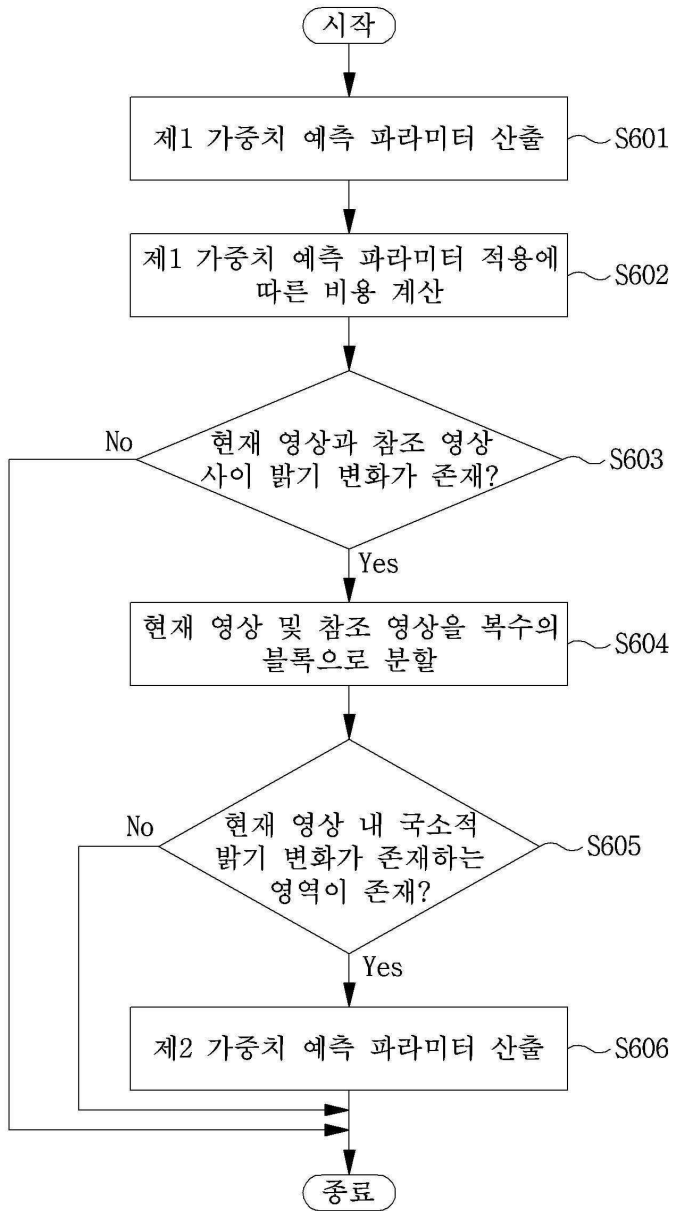 시작
제1 가중치 예측 파라미터 산출
S601
제1 가중치 예측 파라미터 적용에
따른 비용 계산
S602
현재 영상과 참조 영상
사이 밝기 변화가 존재?
S603
No
Yes
현재 영상 및 참조 영상을 복수의
블록으로 분할
S604
현재 영상 내 국소적
밝기 변화가 존재하는
영역이 존재?
S605
No
Yes
제2 가중치 예측 파라미터 산출
S606
종료